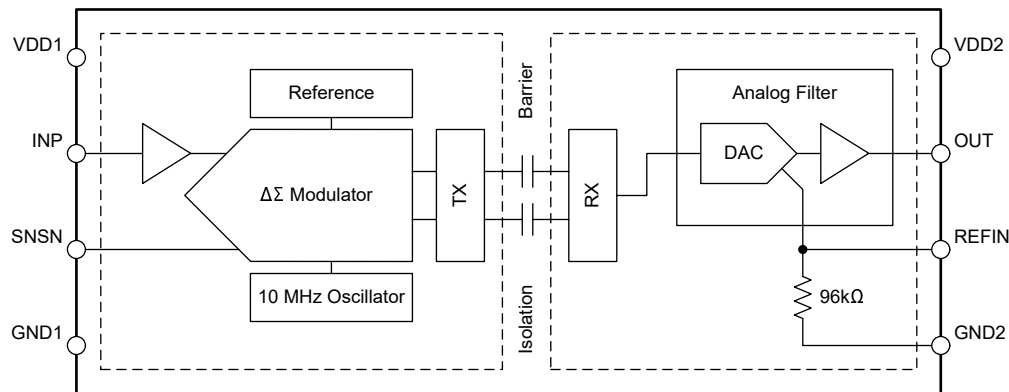 VDD1
VDD2
Reference
Barrier
Analog Filter
INP
OUT
DAC
ΔΣ Modulator
TX
RX
SNSN
REFIN
10 MHz Oscillator
96kΩ
Isolation
GND1
GND2